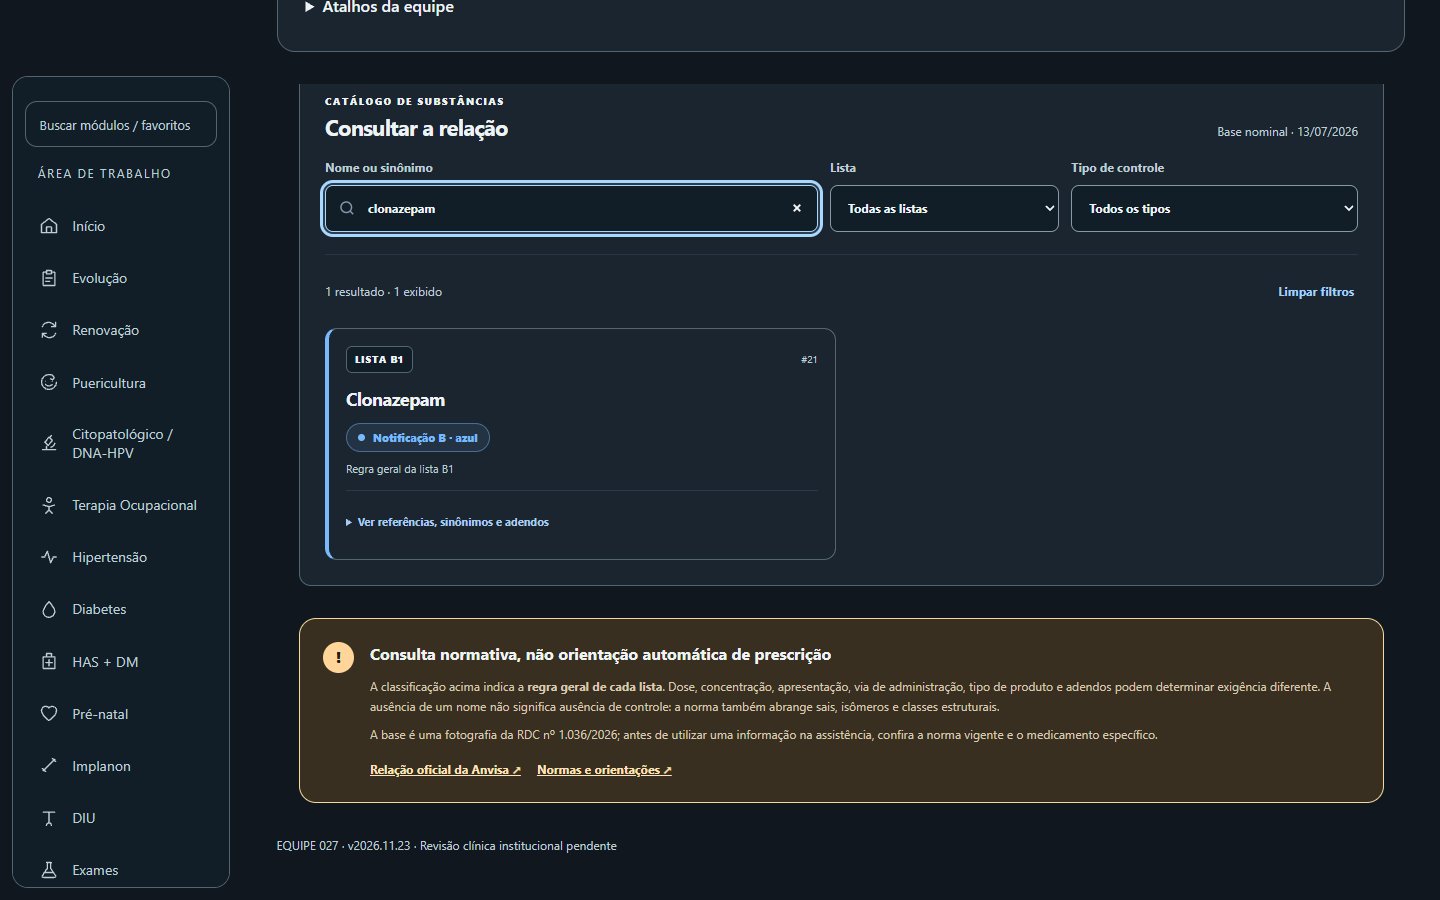 Atalhos da equipe
Buscar módulos / favoritos
ÁREA DE TRABALHO
Início
Evolução
Renovação
Puericultura
Citopatológico /
DNA-HPV
Terapia Ocupacional
Hipertensão
Diabetes
HAS + DM
Pré-natal
Implanon
DIU
Exames
CATÁLOGO DE SUBSTÂNCIAS
Consultar a relação
Base nominal · 13/07/2026
Nome ou sinônimo
Lista
Tipo de controle
clonazepam
Todas as listas
Todos os tipos
1 resultado · 1 exibido
Limpar filtros
LISTA B1
#21
Clonazepam
Notificação B · azul
Regra geral da lista B1
Ver referências, sinônimos e adendos
Consulta normativa, não orientação automática de prescrição
A classificação acima indica a regra geral de cada lista. Dose, concentração, apresentação, via de administração, tipo de produto e adendos podem determinar exigência diferente. A
ausência de um nome não significa ausência de controle: a norma também abrange sais, isômeros e classes estruturais.
A base é uma fotografia da RDC nº 1.036/2026; antes de utilizar uma informação na assistência, confira a norma vigente e o medicamento específico.
Relação oficial da Anvisa ↗ Normas e orientações ↗
EQUIPE 027 · v2026.11.23 · Revisão clínica institucional pendente